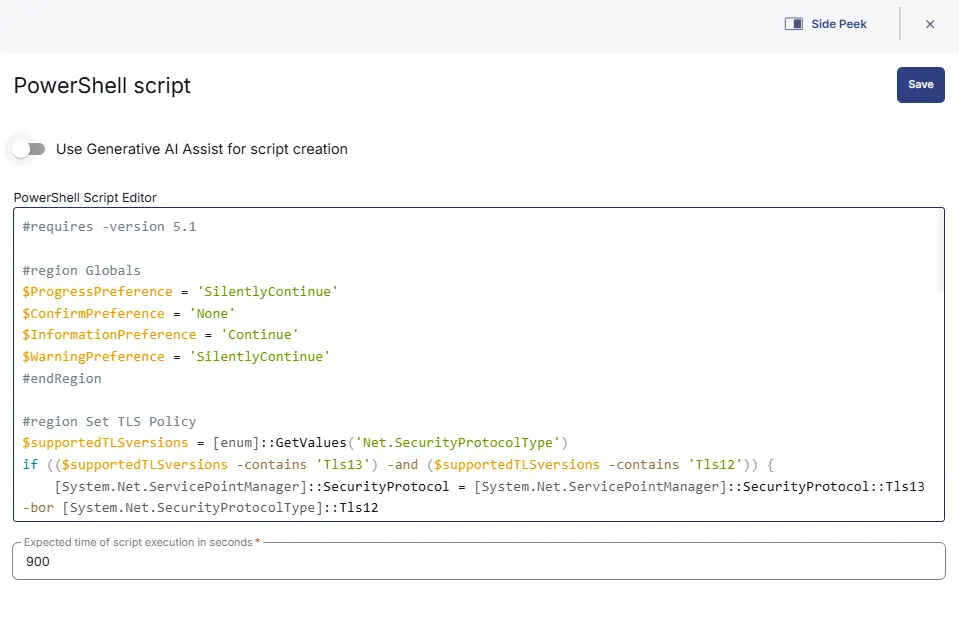 Side Peek
PowerShell script
Save
Use Generative AI Assist for script creation
PowerShell Script Editor
#requires -version 5.1
#region Globals
$ProgressPreference = 'SilentlyContinue'
$ConfirmPreference = 'None'
$InformationPreference = 'Continue'
$WarningPreference = 'SilentlyContinue'
#endRegion
#region Set TLS Policy
$supportedTLSversions = [enum]::GetValues('Net.SecurityProtocolType')
if (($supportedTLSversions -contains 'Tls13') -and ($supportedTLSversions -contains 'Tls12')) {
    [System.Net.ServicePointManager]::SecurityProtocol = [System.Net.ServicePointManager]::SecurityProtocol::Tls13
-bor [System.Net.SecurityProtocolType]::Tls12
Expected time of script execution in seconds *
900